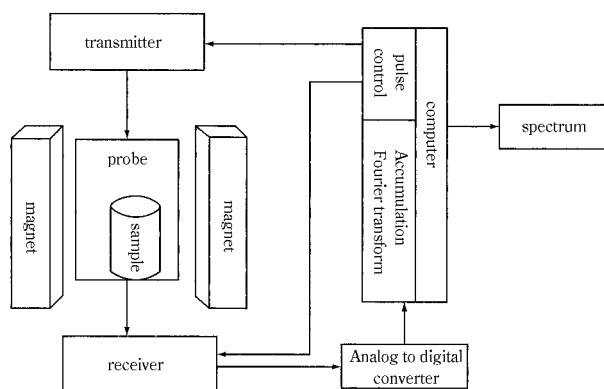 transmitter
pulse
control
computer
spectrum
probe
magnet
sample
magnet
Accumulation
Fourier transform
receiver
Analog to digital
converter